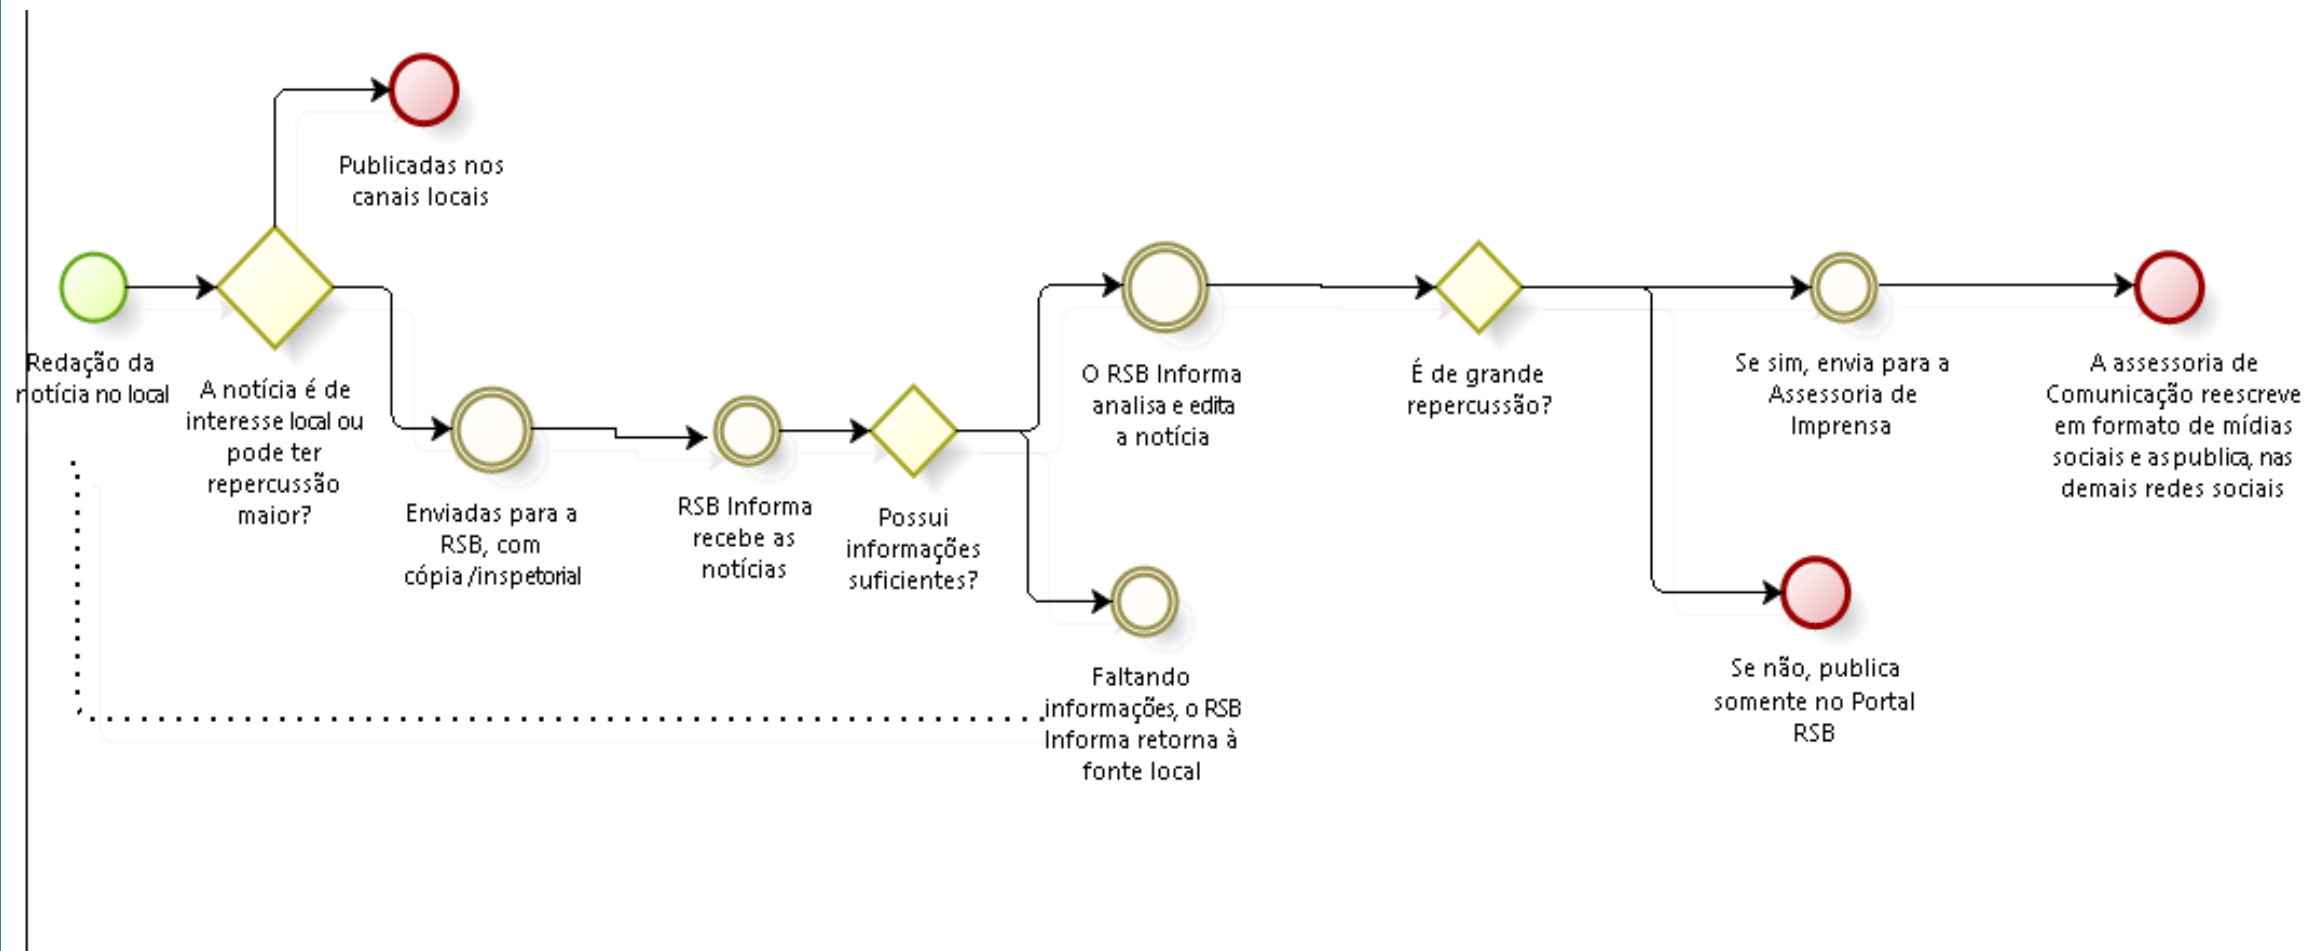 Publicadas nos
canais locais
Redação da
notícia no local
A notícia é de
interesse local ou
pode ter
repercussão
maior?
Enviadas para a
RSB, com
cópia /inspetorial
RSB Informa
recebe as
notícias
Possui
informações
suficientes?
O RSB Informa
analisa e edita
a notícia
Faltando
informações, o RSB
Informa retorna à
fonte local
É de grande
repercussão?
Se sim, envia para a
Assessoria de
Imprensa
Se não, publica
somente no Portal
RSB
A assessoria de
Comunicação reescreve
em formato de mídias
sociais e as publica, nas
demais redes sociais